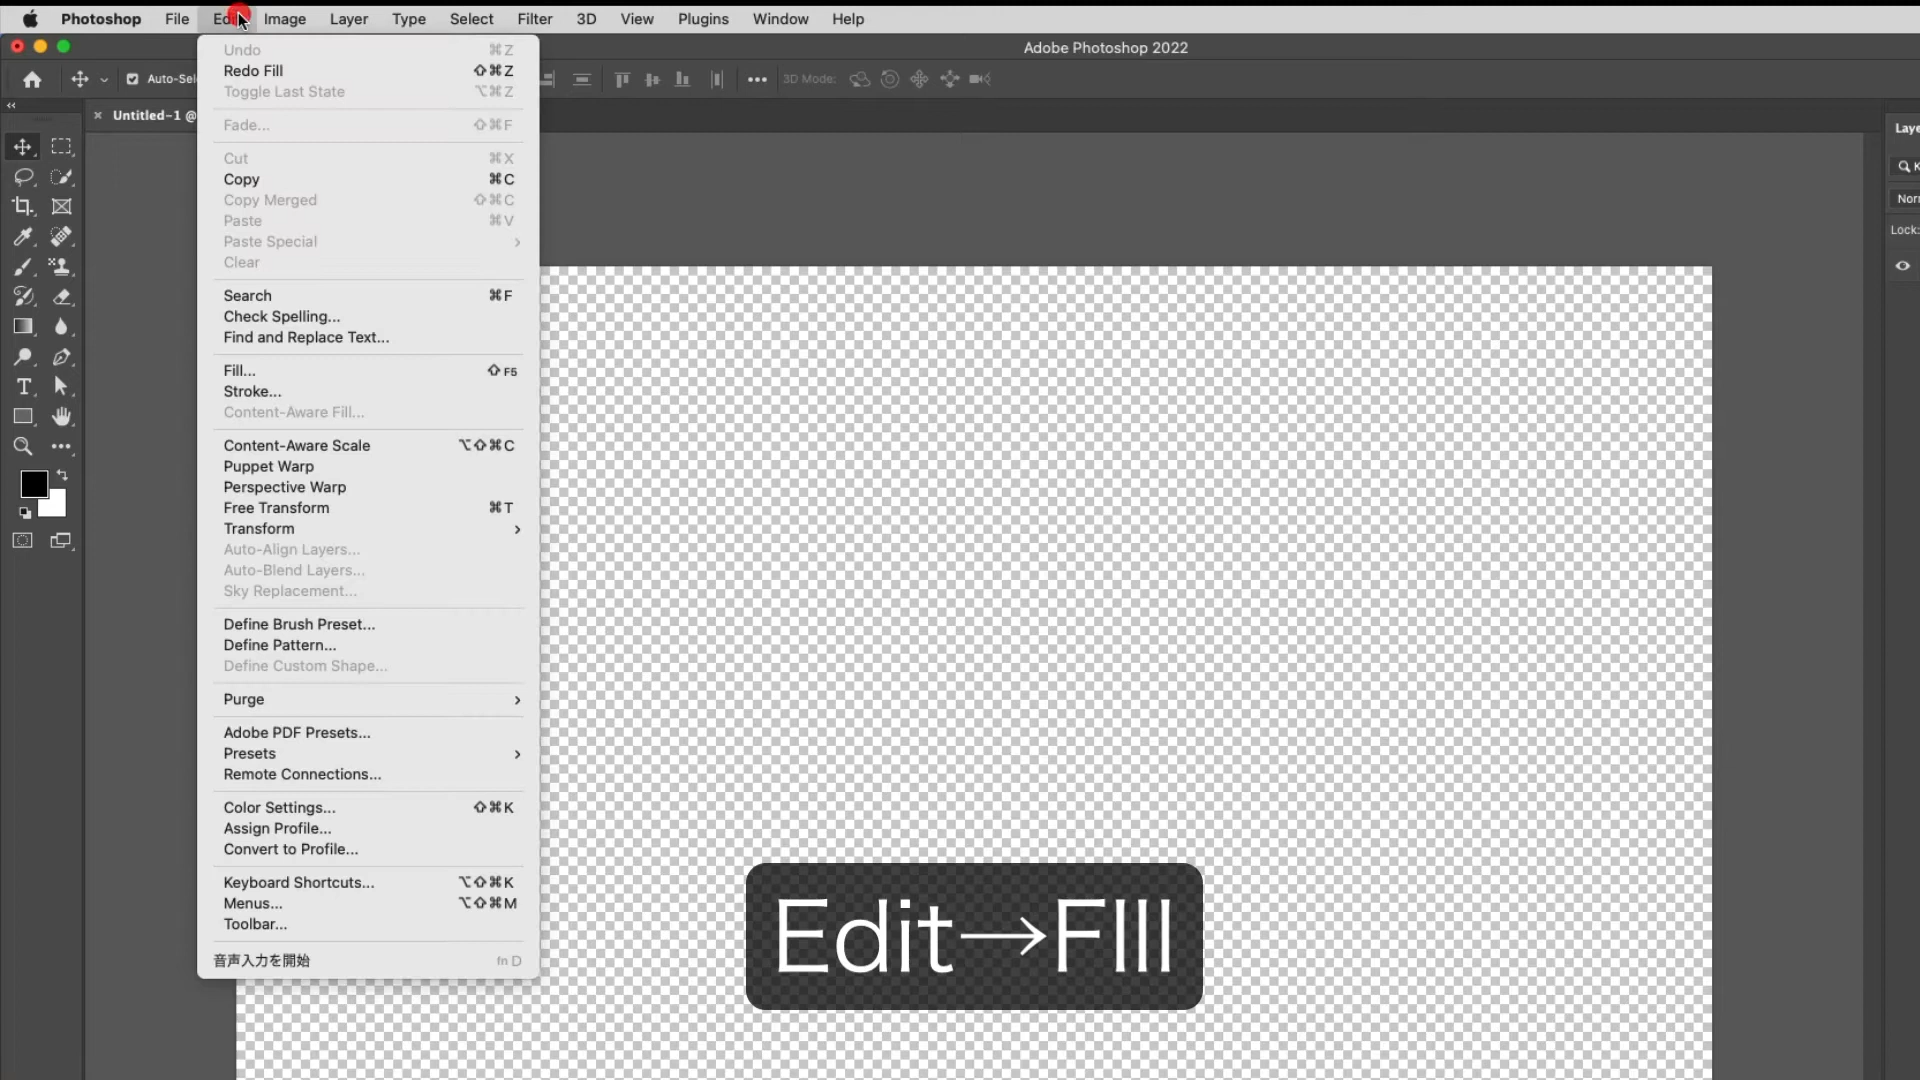 Photoshop File Edit Image Layer Type Select Filter 3D View Plugins Window Help
Adobe Photoshop 2022
Auto-Sel
3D Mode:
Untitled-1 @
Undo ⌘Z
Redo Fill ⇧⌘Z
Toggle Last State ⌥⌘Z
Fade... ⇧⌘F
Cut ⌘X
Copy ⌘C
Copy Merged ⇧⌘C
Paste ⌘V
Paste Special
Clear
Search ⌘F
Check Spelling...
Find and Replace Text...
Fill... ⇧F5
Stroke...
Content-Aware Fill...
Content-Aware Scale ⌥⇧⌘C
Puppet Warp
Perspective Warp
Free Transform ⌘T
Transform
Auto-Align Layers...
Auto-Blend Layers...
Sky Replacement...
Define Brush Preset...
Define Pattern...
Define Custom Shape...
Purge
Adobe PDF Presets...
Presets
Remote Connections...
Color Settings... ⇧⌘K
Assign Profile...
Convert to Profile...
Keyboard Shortcuts... ⌥⇧⌘K
Menus... ⌥⇧⌘M
Toolbar...
音声入力を開始 fn D
Laye
K
Nor
Lock:
Edit→FIll